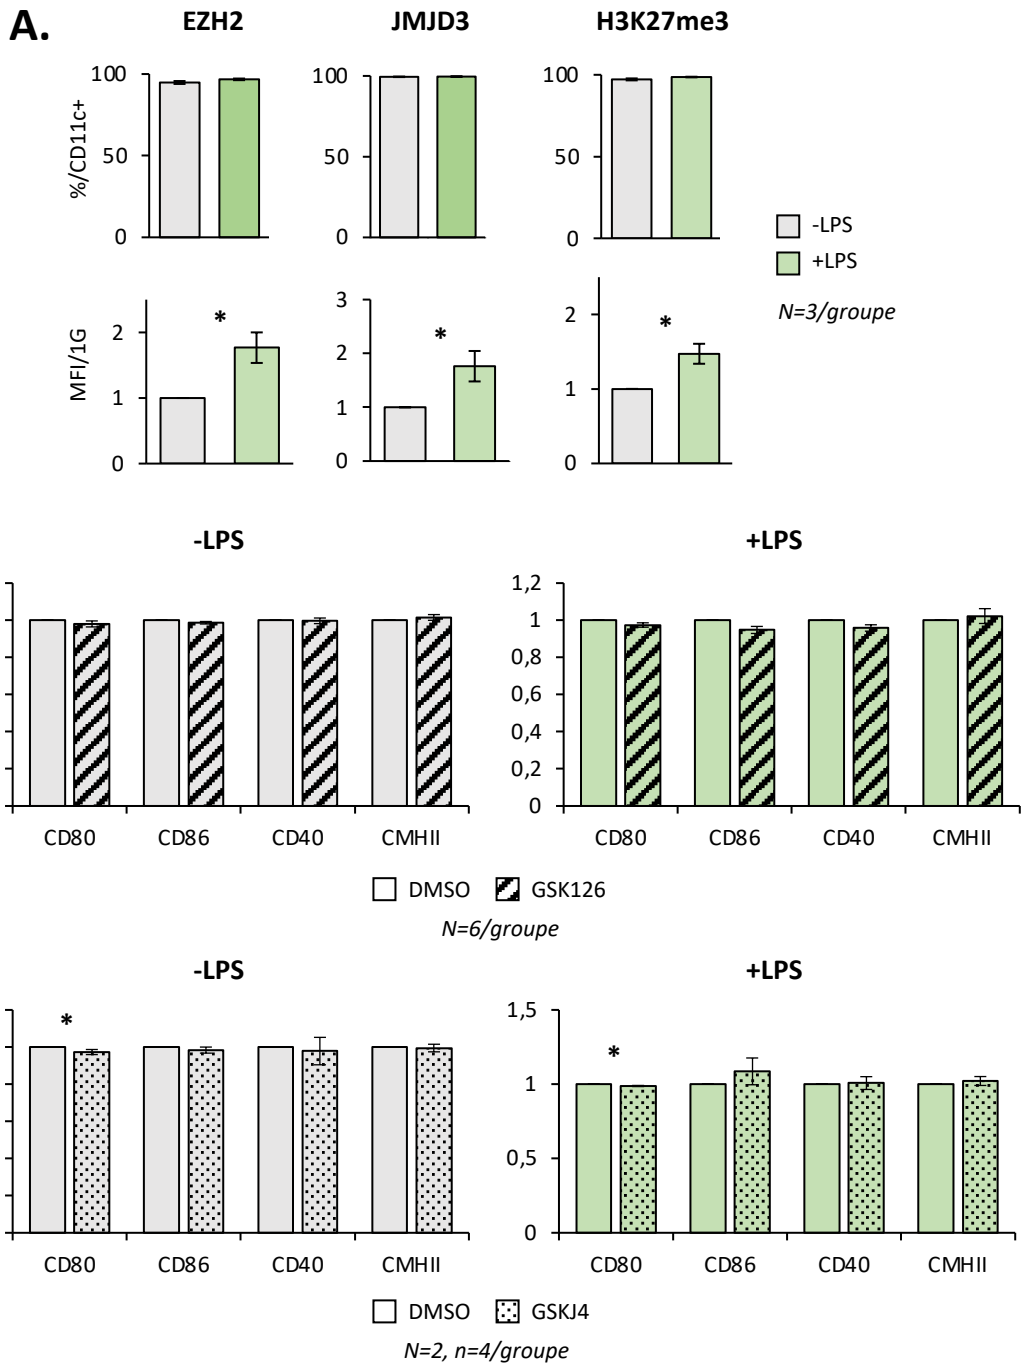 A.
EZH2
JMJD3
H3K27me3
%/CD11c+
100
50
0
100
50
0
100
50
0
-LPS
+LPS
N=3/groupe
MFI/1G
2
1
0
*
3
2
1
0
*
2
1
0
*
-LPS
+LPS
1,2
1
0,8
0,6
0,4
0,2
0
CD80
CD86
CD40
CMHII
CD80
CD86
CD40
CMHII
DMSO
GSK126
N=6/groupe
-LPS
+LPS
*
1,5
1
0,5
0
*
CD80
CD86
CD40
CMHII
CD80
CD86
CD40
CMHII
DMSO
GSKJ4
N=2, n=4/groupe